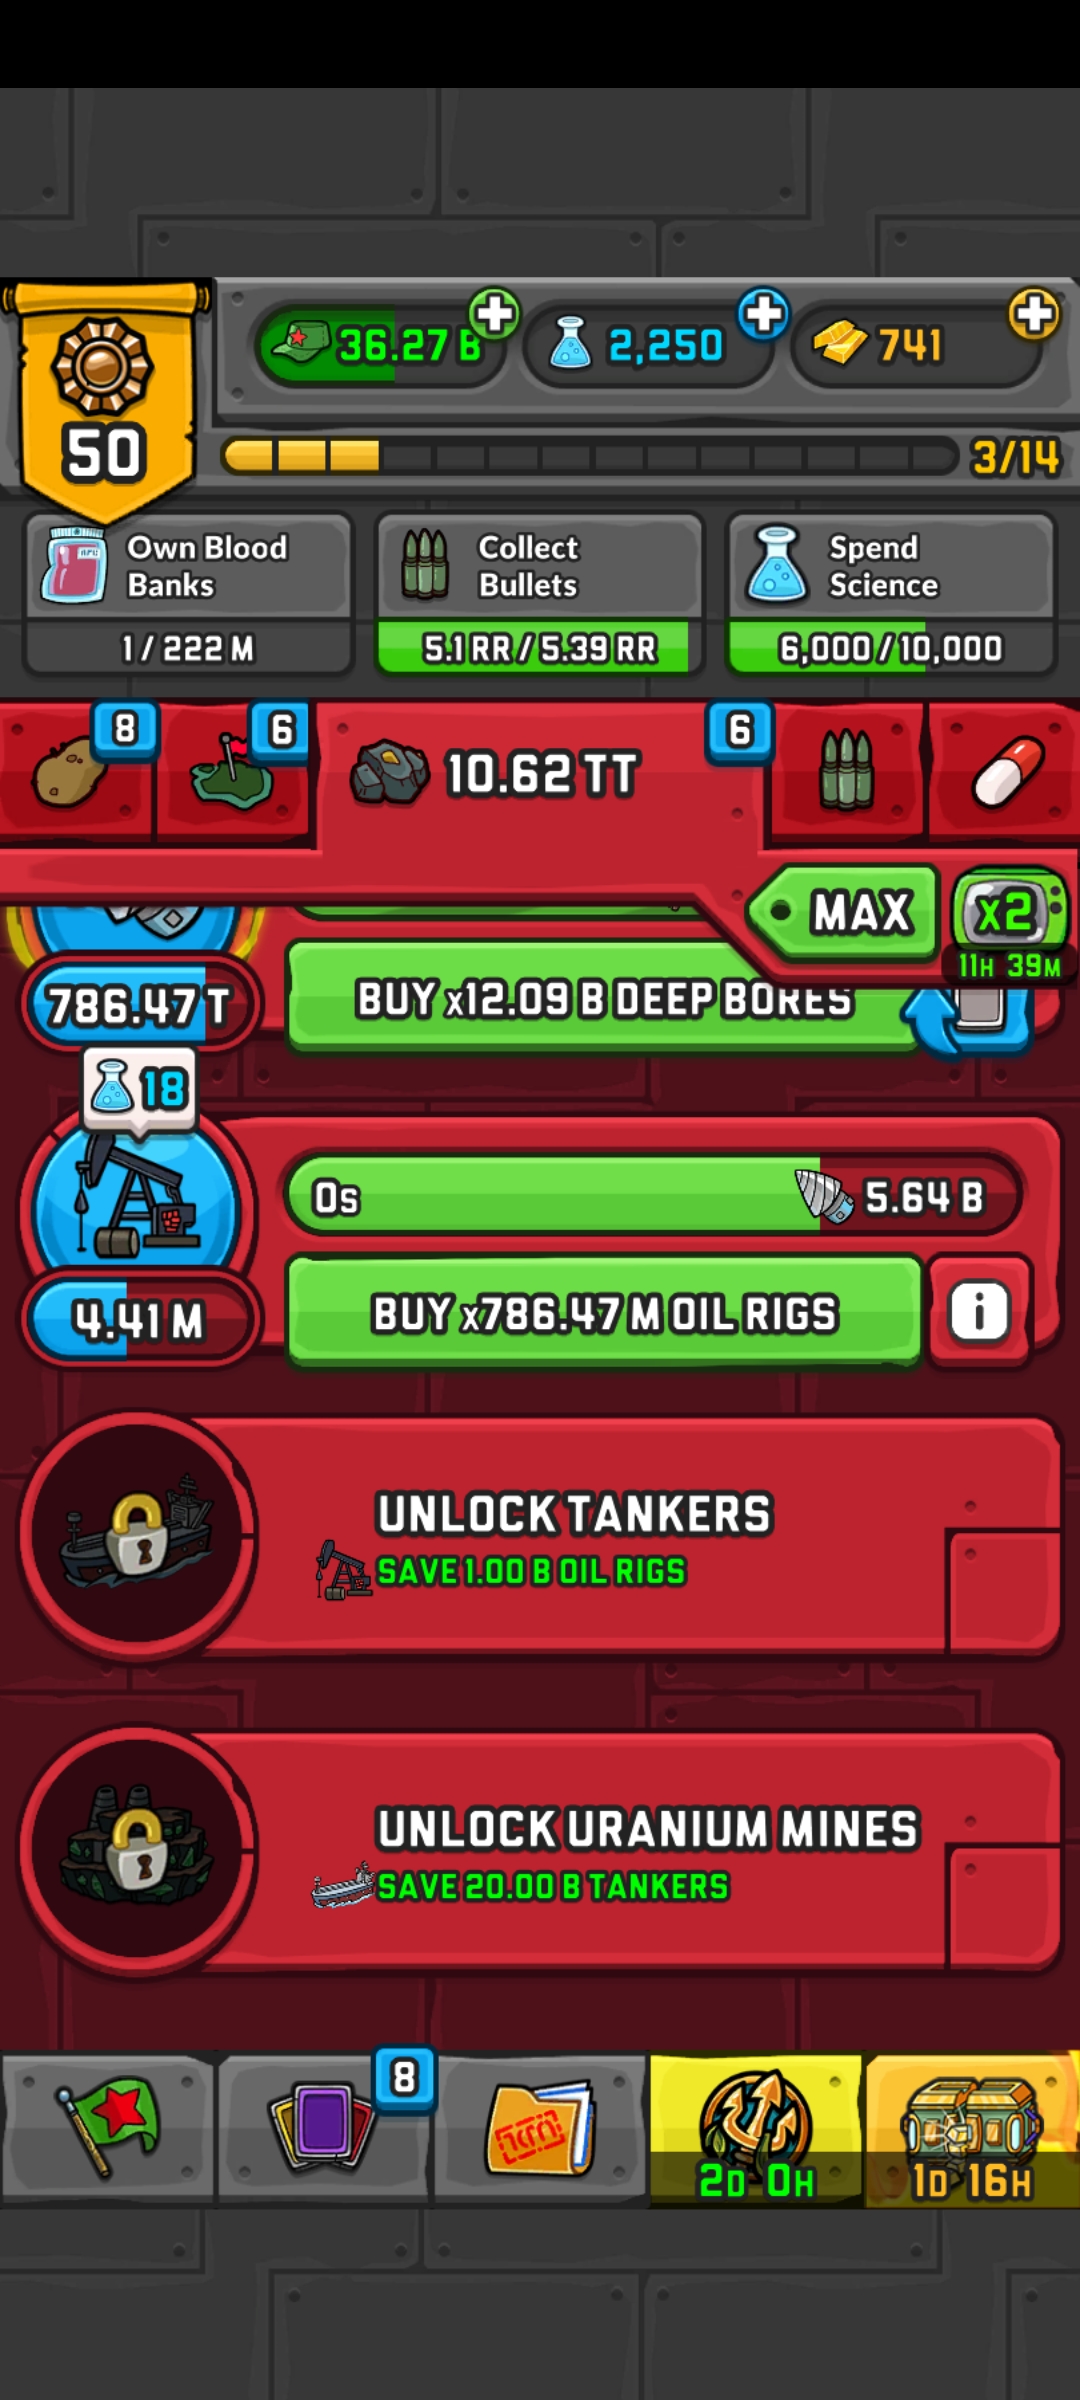 36.27 B
2,250
741
50
3/14
Own Blood
Banks
1 / 222 M
Collect
Bullets
5.1 RR / 5.39 RR
Spend
Science
6,000 / 10,000
8
6
10.62 TT
6
MAX
x2
11H 39M
786.47 T
BUY x12.09 B DEEP BORES
18
0s
5.64 B
4.41 M
BUY x786.47 M OIL RIGS
i
UNLOCK TANKERS
SAVE 1.00 B OIL RIGS
UNLOCK URANIUM MINES
SAVE 20.00 B TANKERS
8
2D 0H
1D 16H